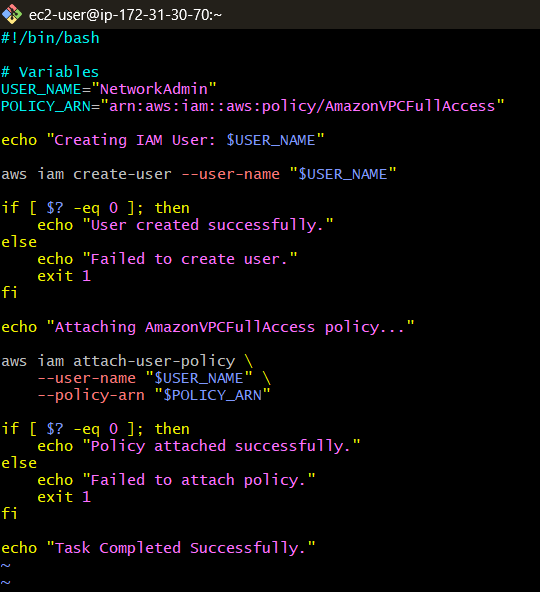 ec2-user@ip-172-31-30-70:~
#!/bin/bash

# Variables
USER_NAME="NetworkAdmin"
POLICY_ARN="arn:aws:iam::aws:policy/AmazonVPCFullAccess"

echo "Creating IAM User: $USER_NAME"

aws iam create-user --user-name "$USER_NAME"

if [ $? -eq 0 ]; then
    echo "User created successfully."
else
    echo "Failed to create user."
    exit 1
fi

echo "Attaching AmazonVPCFullAccess policy..."

aws iam attach-user-policy \
    --user-name "$USER_NAME" \
    --policy-arn "$POLICY_ARN"

if [ $? -eq 0 ]; then
    echo "Policy attached successfully."
else
    echo "Failed to attach policy."
    exit 1
fi

echo "Task Completed Successfully."
~
~